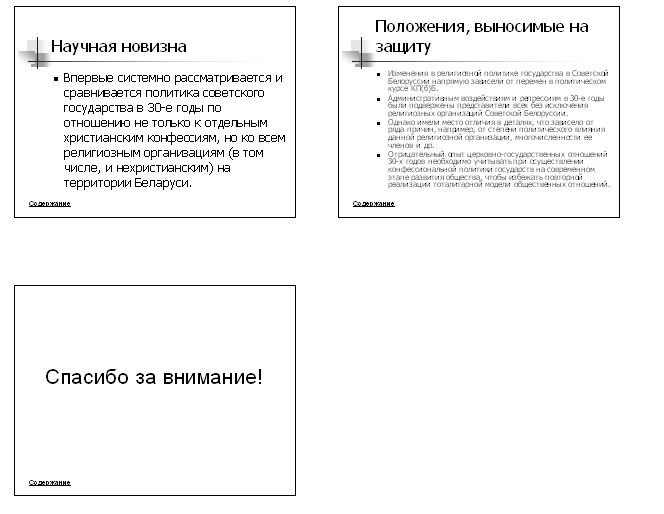 Научная новизна
Впервые системно рассматривается и
сравнивается политика советского
государства в 30-е годы по
отношению не только к отдельным
христианским конфессиям, но ко всем
религиозным органивациям (в том
числе, и нехристианским) на
территории Беларуси.
Содержание
Положения, выносимые на
защиту
Изменения в религиозной политике государства в Советской
Белоруссии напрямую зависели от перемен в политическом
курсе КП(б)Б.
Административным воздействиям и репрессиям в 30-е годы
были подвержены представители всех без исключения
религиозных организаций Советской Белоруссии.
Однако имели место отличия в деталях, что зависело от
ряда причин, например, от степени политического влияния
данной религиозной организации, многочисленности ее
членов и др.
Отрицательный опыт церковно-государственных отношений
30-х годов необходимо учитывать при осуществлении
конфессиональной политики государств на современном
этапе развития общества, чтобы избежать повторной
реализации тоталитарной модели общественных отношений.
Содержание
Спасибо за внимание!
Содержание